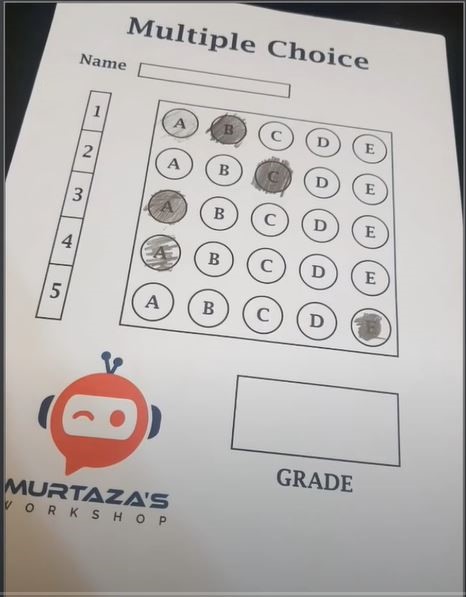 Multiple Choice
Name
1 A B C D E
2 A B C D E
3 A B C D E
4 A B C D E
5 A B C D E
GRADE
MURTAZA'S
WORKSHOP